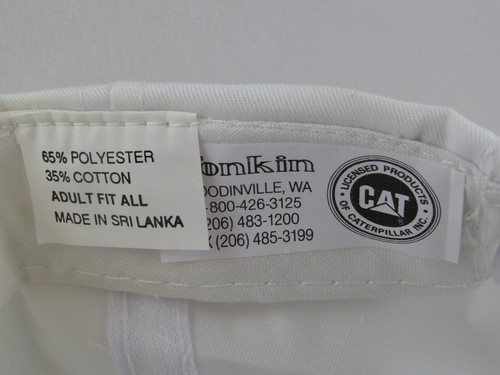 65% POLYESTER
35% COTTON
ADULT FIT ALL
MADE IN SRI LANKA
onkin
OODINVILLE, WA
-800-426-3125
206) 483-1200
X (206) 485-3199
LICENSED PRODUCTS
CAT
OF CATERPILLAR INC.